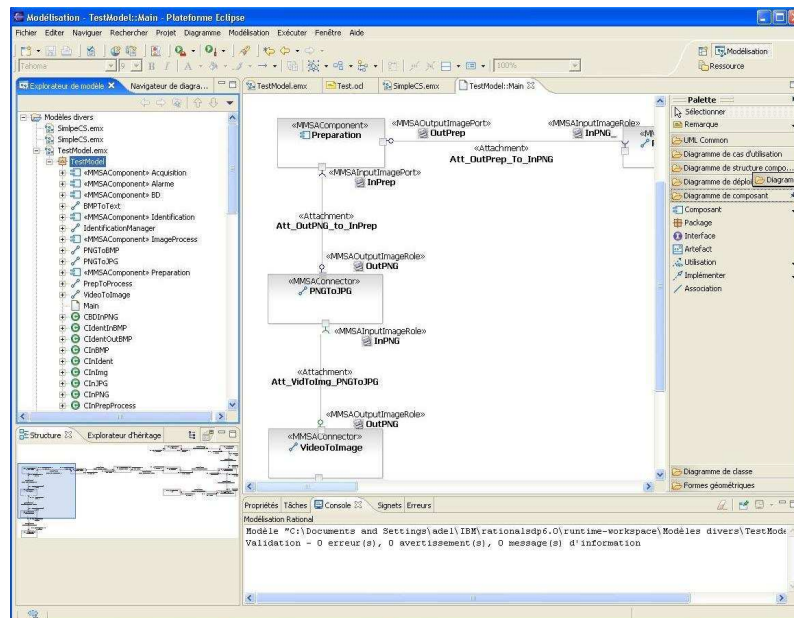 Modélisation - TestModel::Main - Plateforme Eclipse
Fichier Editer Naviguer Rechercher Projet Diagramme Modélisation Exécuter Fenêtre Aide
Modélisation
Ressource
Tahoma 9 B I A 100%
Explorateur de modèle Navigateur de diagra...
Modèles divers
SimpleCS.emx
SimpleCS.emx
TestModel.emx
TestModel
«MMSAComponent» Acquisition
«MMSAComponent» Alarme
«MMSAComponent» BD
BMPToText
«MMSAComponent» Identification
IdentificationManager
«MMSAComponent» ImageProcess
PNGToBMP
PNGToJPG
«MMSAComponent» Preparation
PrepToProcess
VideoToImage
Main
CBDInPNG
CIdentInBMP
CIdentOutBMP
CInBMP
CInIdent
CInImg
CInJPG
CInPNG
CInPrepProcess
Structure Explorateur d'héritage
TestModel.emx Test.od SimpleCS.emx TestModel::Main
«MMSAComponent»
Preparation
«MMSAOutputImagePort»
OutPrep
«MMSAInputImageRole»
InPNG_
«Attachment»
Att_OutPrep_To_InPNG
«MMSAInputImagePort»
InPrep
«Attachment»
Att_OutPNG_to_InPrep
«MMSAOutputImageRole»
OutPNG
«MMSAConnector»
PNGToJPG
«MMSAInputImageRole»
InPNG
«Attachment»
Att_VidToImg_PNGToJPG
«MMSAOutputImageRole»
OutPNG
«MMSAConnector»
VideoToImage
Palette
Sélectionner
Remarque
UML Common
Diagramme de cas d'utilisation
Diagramme de structure compo...
Diagramme de déploi Diagram
Diagramme de composant
Composant
Package
Interface
Artefact
Utilisation
Implémenter
Association
Diagramme de classe
Formes géométriques
Propriétés Tâches Console Signets Erreurs
Modélisation Rational
Modèle "C:\Documents and Settings\adel\IBM\rationalsdp6.0\runtime-workspace\Modèles divers\TestMode
Validation - 0 erreur(s), 0 avertissement(s), 0 message(s) d'information